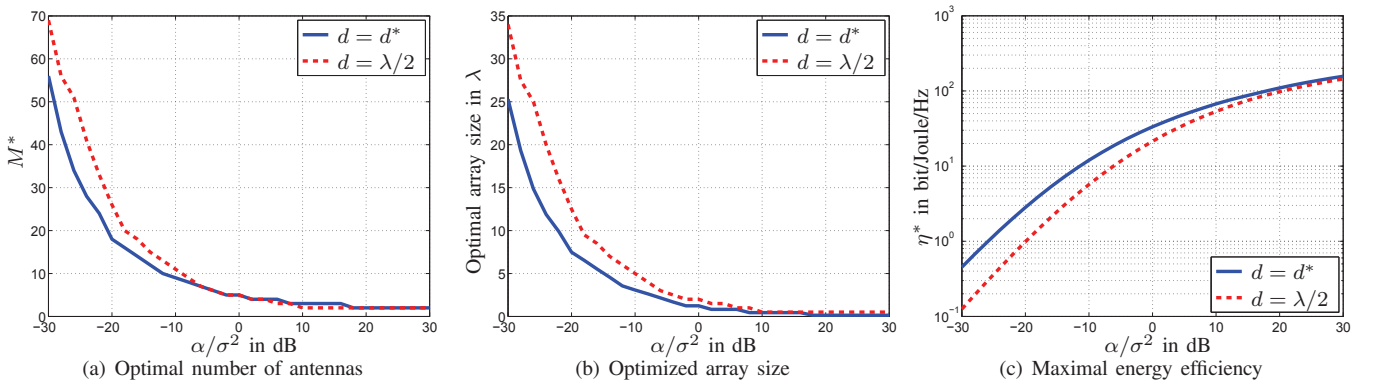 70
60
50
40
30
20
10
0
M*
d = d*
d = λ/2
−30 −20 −10 0 10 20 30
α/σ² in dB
(a) Optimal number of antennas
35
30
25
20
15
10
5
0
Optimal array size in λ
d = d*
d = λ/2
−30 −20 −10 0 10 20 30
α/σ² in dB
(b) Optimized array size
10³
10²
10¹
10⁰
10⁻¹
η* in bit/Joule/Hz
d = d*
d = λ/2
−30 −20 −10 0 10 20 30
α/σ² in dB
(c) Maximal energy efficiency